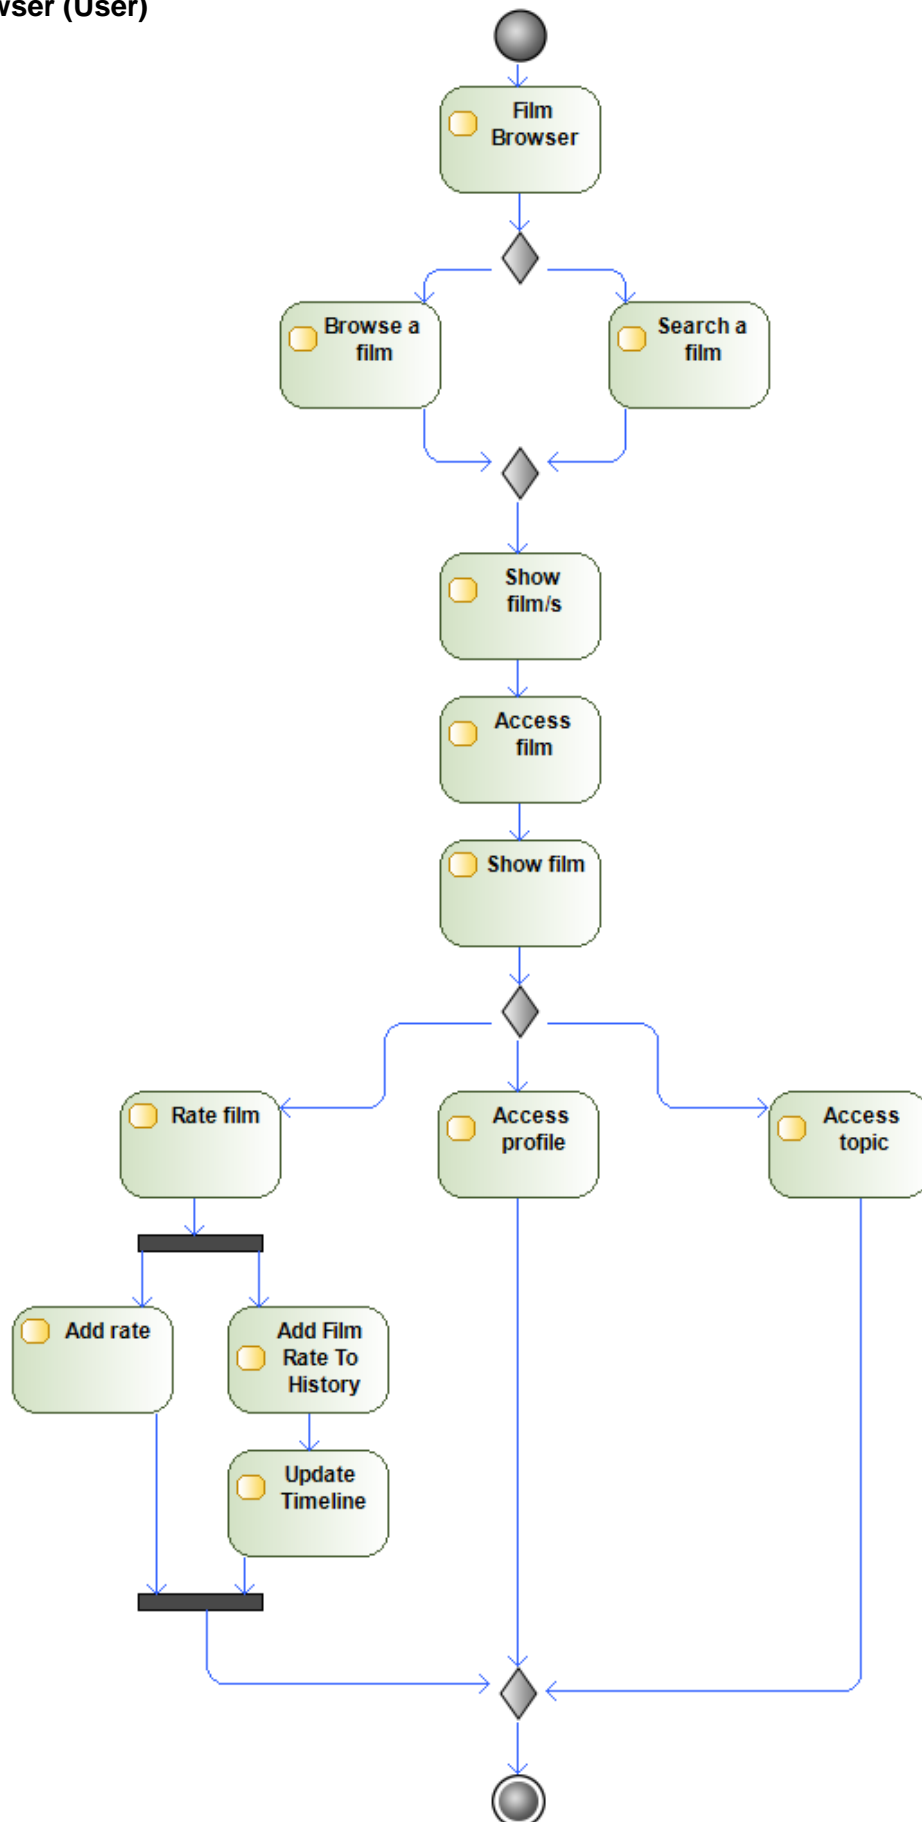 wser (User)
Film
Browser
Browse a
film
Search a
film
Show
film/s
Access
film
Show film
Rate film
Access
profile
Access
topic
Add rate
Add Film
Rate To
History
Update
Timeline